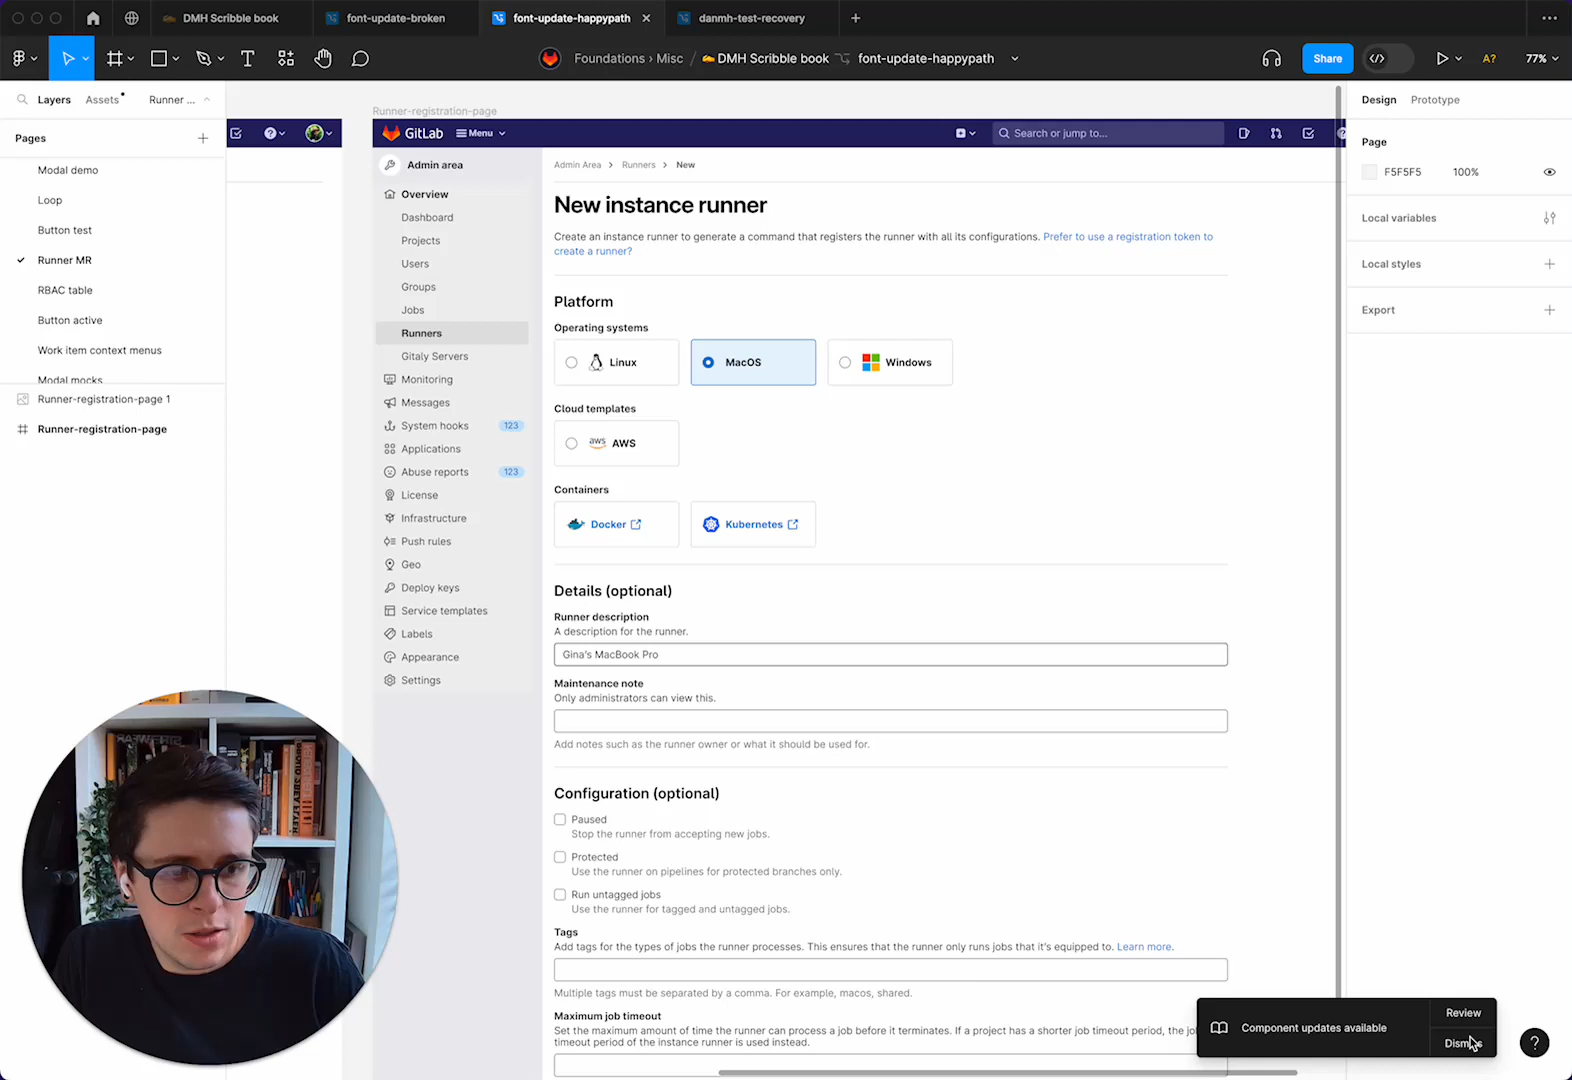 DMH Scribble book
font-update-broken
font-update-happypath
danmh-test-recovery
Foundations › Misc / DMH Scribble book font-update-happypath
Share
A?
77%
Layers
Assets
Runner ...
Pages
Modal demo
Loop
Button test
Runner MR
RBAC table
Button active
Work item context menus
Modal mocks
Runner-registration-page 1
Runner-registration-page
Runner-registration-page
GitLab
Menu
Search or jump to...
Admin area
Overview
Dashboard
Projects
Users
Groups
Jobs
Runners
Gitaly Servers
Monitoring
Messages
System hooks 123
Applications
Abuse reports 123
License
Infrastructure
Push rules
Geo
Deploy keys
Service templates
Labels
Appearance
Settings
Admin Area > Runners > New
New instance runner
Create an instance runner to generate a command that registers the runner with all its configurations. Prefer to use a registration token to
create a runner?
Platform
Operating systems
Linux
MacOS
Windows
Cloud templates
aws AWS
Containers
Docker
Kubernetes
Details (optional)
Runner description
A description for the runner.
Gina's MacBook Pro
Maintenance note
Only administrators can view this.
Add notes such as the runner owner or what it should be used for.
Configuration (optional)
Paused
Stop the runner from accepting new jobs.
Protected
Use the runner on pipelines for protected branches only.
Run untagged jobs
Use the runner for tagged and untagged jobs.
Tags
Add tags for the types of jobs the runner processes. This ensures that the runner only runs jobs that it's equipped to. Learn more.
Multiple tags must be separated by a comma. For example, macos, shared.
Maximum job timeout
Set the maximum amount of time the runner can process a job before it terminates. If a project has a shorter job timeout period, the
timeout period of the instance runner is used instead.
Design
Prototype
Page
F5F5F5 100%
Local variables
Local styles
Export
Component updates available
Review
?